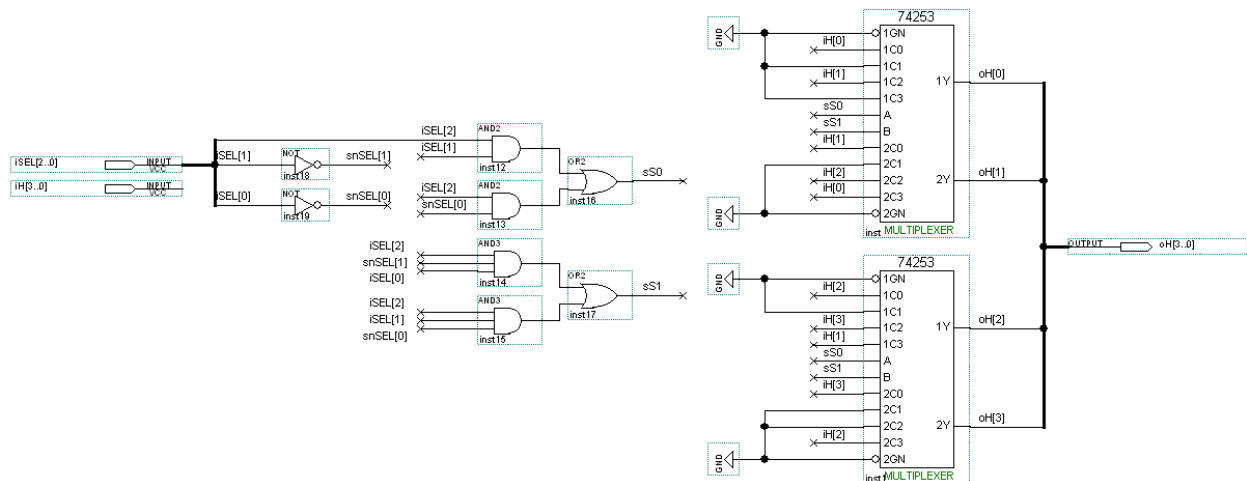 iSEL[2..0]
INPUT
VCC
iH[3..0]
INPUT
VCC
iSEL[1]
NOT
inst18
snSEL[1]
iSEL[0]
NOT
inst19
snSEL[0]
iSEL[2]
iSEL[1]
AND2
inst12
iSEL[2]
snSEL[0]
AND2
inst13
OR2
inst16
sS0
iSEL[2]
snSEL[1]
iSEL[0]
AND3
inst14
iSEL[2]
iSEL[1]
snSEL[0]
AND3
inst15
OR2
inst17
sS1
74253
GND
iH[0]
iH[1]
sS0
sS1
iH[1]
iH[2]
iH[0]
GND
1GN
1C0
1C1
1C2
1C3
A
B
2C0
2C1
2C2
2C3
2GN
1Y
2Y
inst
MULTIPLEXER
oH[0]
oH[1]
74253
GND
iH[2]
iH[3]
iH[1]
sS0
sS1
iH[3]
iH[2]
GND
1GN
1C0
1C1
1C2
1C3
A
B
2C0
2C1
2C2
2C3
2GN
1Y
2Y
MULTIPLEXER
oH[2]
oH[3]
OUTPUT
oH[3..0]